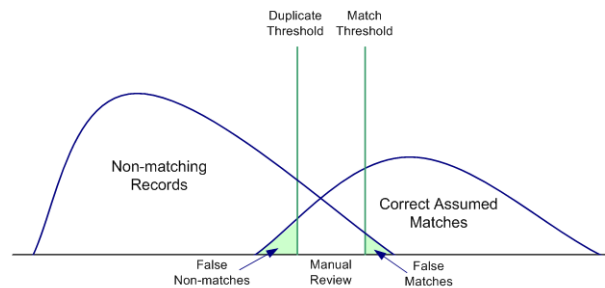 Duplicate
Threshold
Match
Threshold
Non-matching
Records
Correct Assumed
Matches
False
Non-matches
Manual
Review
False
Matches